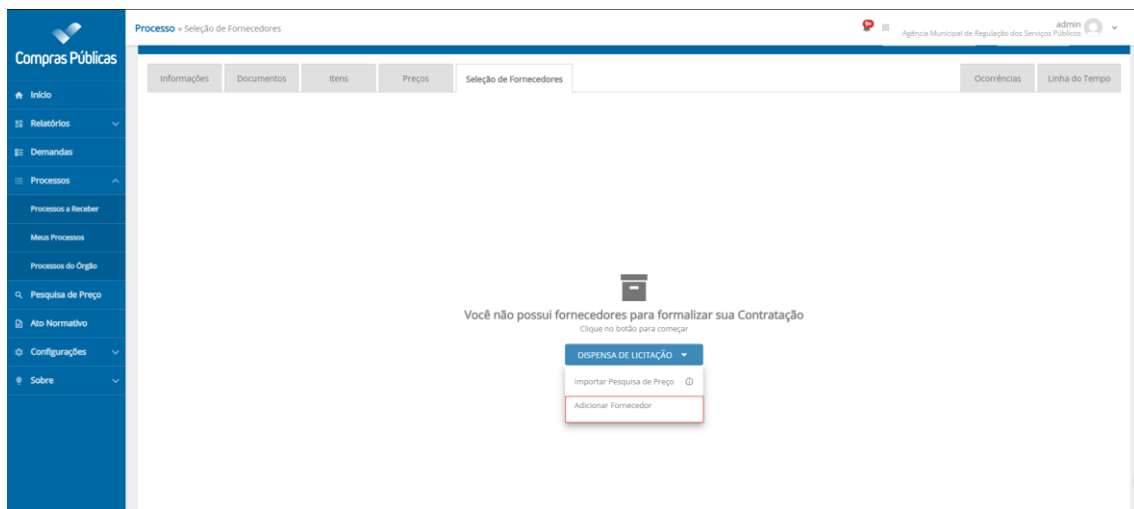 Compras Públicas
Início
Relatórios
Demandas
Processos
Processos a Receber
Meus Processos
Processos do Órgão
Pesquisa de Preço
Ato Normativo
Configurações
Sobre
Processo » Seleção de Fornecedores
9+
admin
Agência Municipal de Regulação dos Serviços Públicos
Informações Documentos Itens Preços Seleção de Fornecedores Ocorrências Linha do Tempo
Você não possui fornecedores para formalizar sua Contratação
Clique no botão para começar
DISPENSA DE LICITAÇÃO
Importar Pesquisa de Preço
Adicionar Fornecedor